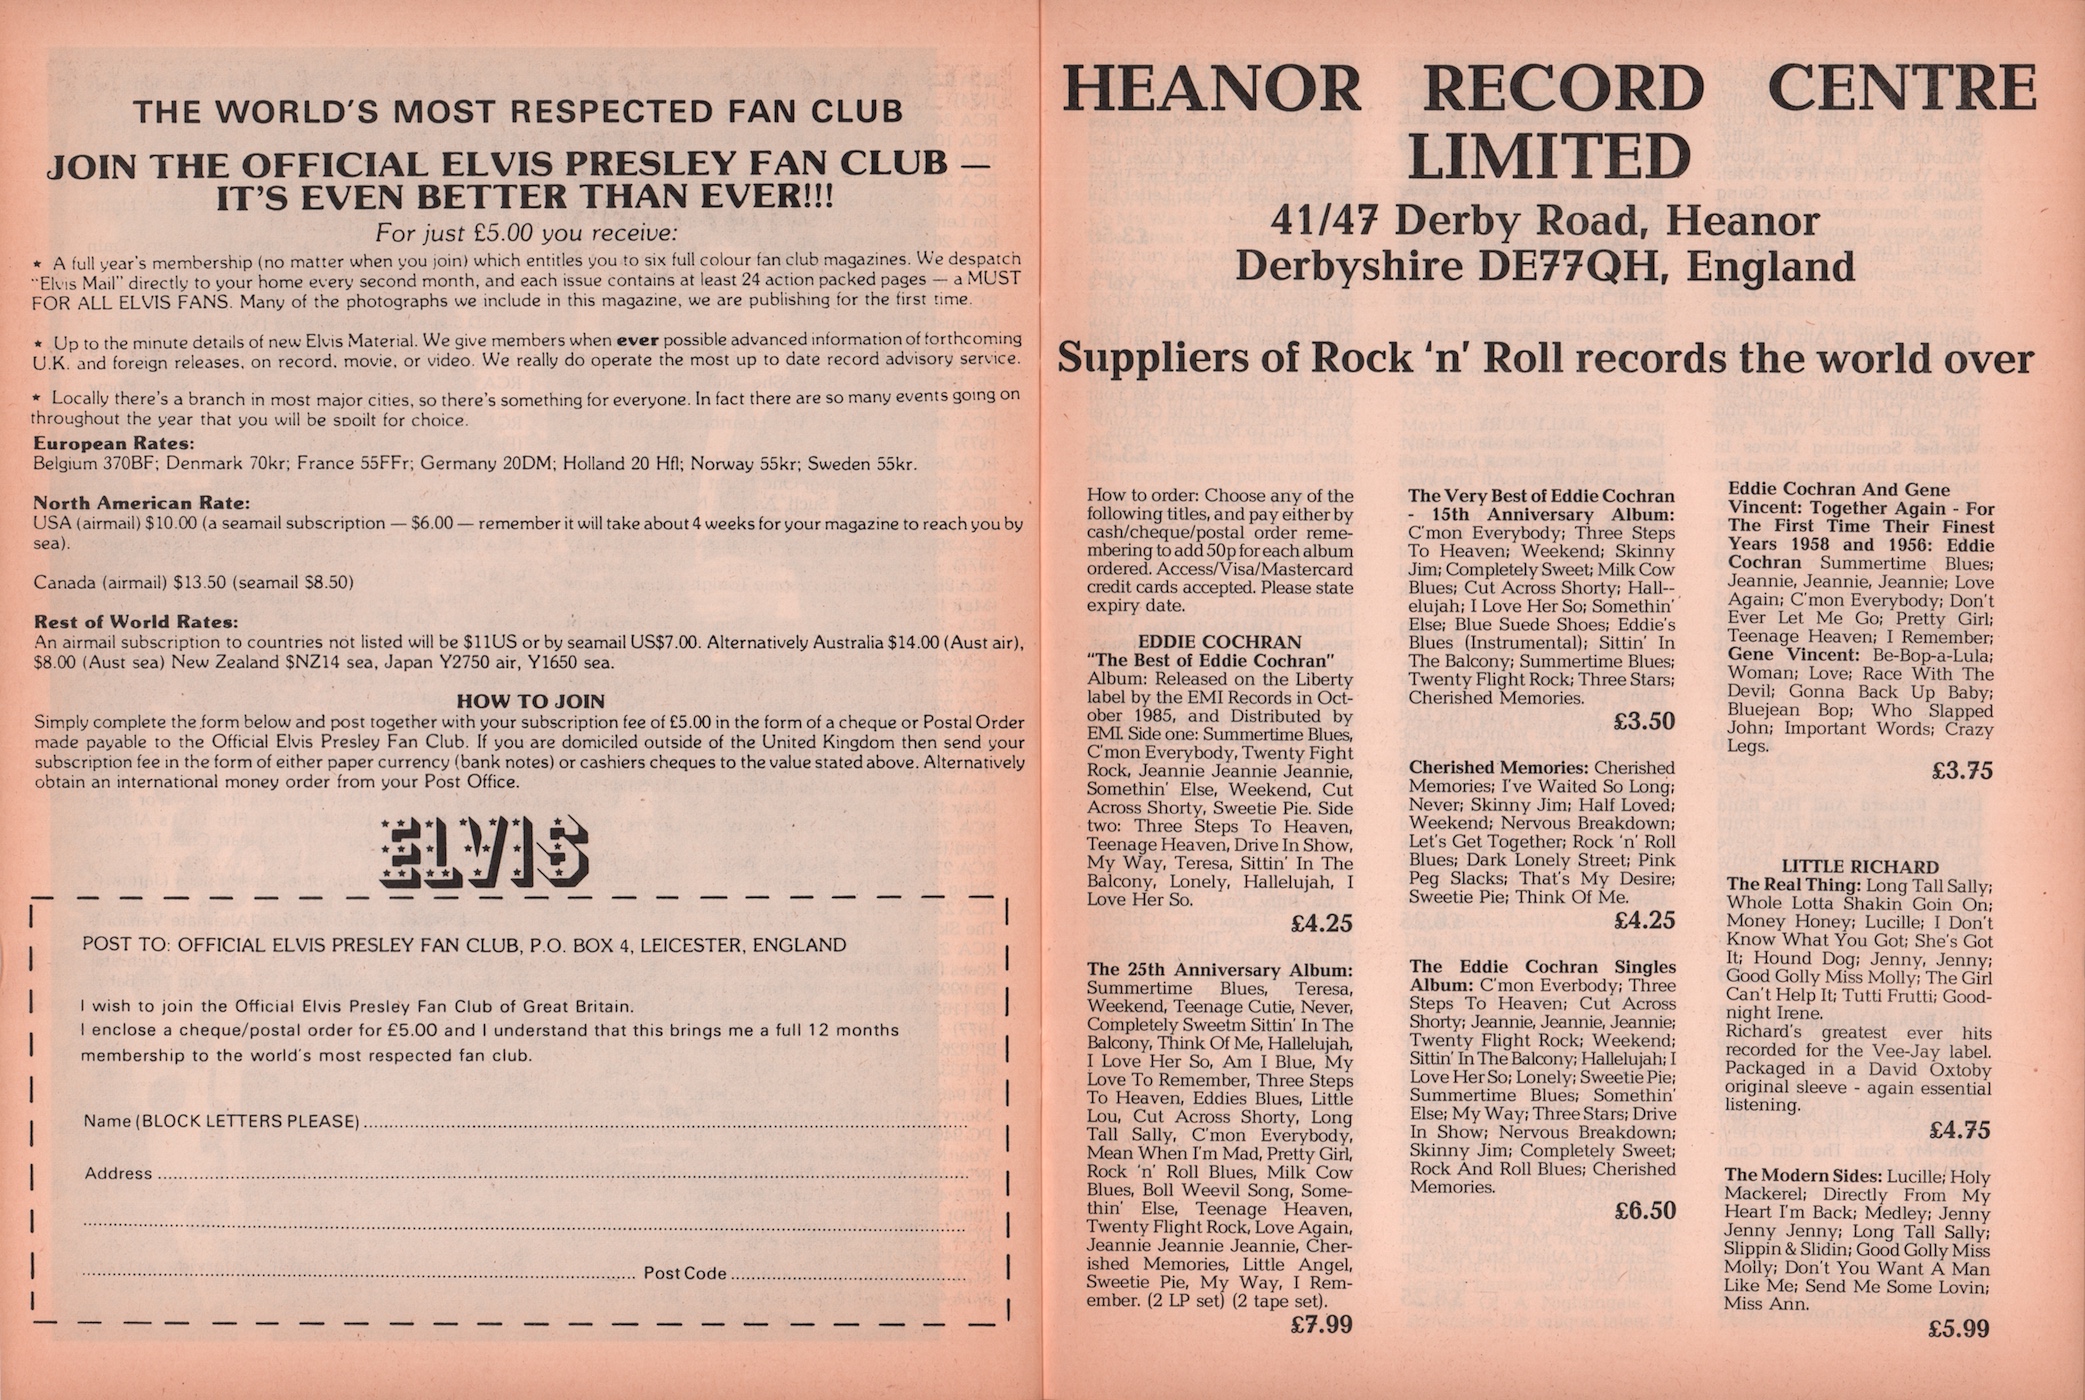 THE WORLD'S MOST RESPECTED FAN CLUB
JOIN THE OFFICIAL ELVIS PRESLEY FAN CLUB —
IT'S EVEN BETTER THAN EVER!!!
For just £5.00 you receive:
* A full year's membership (no matter when you join) which entitles you to six full colour fan club magazines. We despatch
"Elvis Mail" directly to your home every second month, and each issue contains at least 24 action packed pages — a MUST
FOR ALL ELVIS FANS. Many of the photographs we include in this magazine, we are publishing for the first time.
* Up to the minute details of new Elvis Material. We give members when ever possible advanced information of forthcoming
U.K. and foreign releases, on record, movie, or video. We really do operate the most up to date record advisory service.
* Locally there's a branch in most major cities, so there's something for everyone. In fact there are so many events going on
throughout the year that you will be spoilt for choice.
European Rates:
Belgium 370BF; Denmark 70kr; France 55FFr; Germany 20DM; Holland 20 Hfl; Norway 55kr; Sweden 55kr.
North American Rate:
USA (airmail) $10.00 (a seamail subscription — $6.00 — remember it will take about 4 weeks for your magazine to reach you by
sea).
Canada (airmail) $13.50 (seamail $8.50)
Rest of World Rates:
An airmail subscription to countries not listed will be $11US or by seamail US$7.00. Alternatively Australia $14.00 (Aust air),
$8.00 (Aust sea) New Zealand $NZ14 sea, Japan Y2750 air, Y1650 sea.
HOW TO JOIN
Simply complete the form below and post together with your subscription fee of £5.00 in the form of a cheque or Postal Order
made payable to the Official Elvis Presley Fan Club. If you are domiciled outside of the United Kingdom then send your
subscription fee in the form of either paper currency (bank notes) or cashiers cheques to the value stated above. Alternatively
obtain an international money order from your Post Office.
ELVIS
POST TO: OFFICIAL ELVIS PRESLEY FAN CLUB, P.O. BOX 4, LEICESTER, ENGLAND
I wish to join the Official Elvis Presley Fan Club of Great Britain.
I enclose a cheque/postal order for £5.00 and I understand that this brings me a full 12 months
membership to the world's most respected fan club.
Name (BLOCK LETTERS PLEASE)
Address
Post Code
HEANOR RECORD CENTRE
LIMITED
41/47 Derby Road, Heanor
Derbyshire DE77QH, England
Suppliers of Rock 'n' Roll records the world over
How to order: Choose any of the
following titles, and pay either by
cash/cheque/postal order reme-
mbering to add 50p for each album
ordered. Access/Visa/Mastercard
credit cards accepted. Please state
expiry date.
EDDIE COCHRAN
"The Best of Eddie Cochran"
Album: Released on the Liberty
label by the EMI Records in Oct-
ober 1985, and Distributed by
EMI. Side one: Summertime Blues,
C'mon Everybody, Twenty Fight
Rock, Jeannie Jeannie Jeannie,
Somethin' Else, Weekend, Cut
Across Shorty, Sweetie Pie. Side
two: Three Steps To Heaven,
Teenage Heaven, Drive In Show,
My Way, Teresa, Sittin' In The
Balcony, Lonely, Hallelujah, I
Love Her So.
£4.25
The 25th Anniversary Album:
Summertime Blues, Teresa,
Weekend, Teenage Cutie, Never,
Completely Sweetm Sittin' In The
Balcony, Think Of Me, Hallelujah,
I Love Her So, Am I Blue, My
Love To Remember, Three Steps
To Heaven, Eddies Blues, Little
Lou, Cut Across Shorty, Long
Tall Sally, C'mon Everybody,
Mean When I'm Mad, Pretty Girl,
Rock 'n' Roll Blues, Milk Cow
Blues, Boll Weevil Song, Some-
thin' Else, Teenage Heaven,
Twenty Flight Rock, Love Again,
Jeannie Jeannie Jeannie, Cher-
ished Memories, Little Angel,
Sweetie Pie, My Way, I Rem-
ember. (2 LP set) (2 tape set).
£7.99
The Very Best of Eddie Cochran
- 15th Anniversary Album:
C'mon Everybody; Three Steps
To Heaven; Weekend; Skinny
Jim; Completely Sweet; Milk Cow
Blues; Cut Across Shorty; Hall--
elujah; I Love Her So; Somethin'
Else; Blue Suede Shoes; Eddie's
Blues (Instrumental); Sittin' In
The Balcony; Summertime Blues;
Twenty Flight Rock; Three Stars;
Cherished Memories.
£3.50
Cherished Memories: Cherished
Memories; I've Waited So Long;
Never; Skinny Jim; Half Loved;
Weekend; Nervous Breakdown;
Let's Get Together; Rock 'n' Roll
Blues; Dark Lonely Street; Pink
Peg Slacks; That's My Desire;
Sweetie Pie; Think Of Me.
£4.25
The Eddie Cochran Singles
Album: C'mon Everbody; Three
Steps To Heaven; Cut Across
Shorty; Jeannie, Jeannie, Jeannie;
Twenty Flight Rock; Weekend;
Sittin' In The Balcony; Hallelujah; I
Love Her So; Lonely; Sweetie Pie;
Summertime Blues; Somethin'
Else; My Way; Three Stars; Drive
In Show; Nervous Breakdown;
Skinny Jim; Completely Sweet;
Rock And Roll Blues; Cherished
Memories.
£6.50
Eddie Cochran And Gene
Vincent: Together Again - For
The First Time Their Finest
Years 1958 and 1956: Eddie
Cochran Summertime Blues;
Jeannie, Jeannie, Jeannie; Love
Again; C'mon Everybody; Don't
Ever Let Me Go; Pretty Girl;
Teenage Heaven; I Remember;
Gene Vincent: Be-Bop-a-Lula;
Woman; Love; Race With The
Devil; Gonna Back Up Baby;
Bluejean Bop; Who Slapped
John; Important Words; Crazy
Legs.
£3.75
LITTLE RICHARD
The Real Thing: Long Tall Sally;
Whole Lotta Shakin Goin On;
Money Honey; Lucille; I Don't
Know What You Got; She's Got
It; Hound Dog; Jenny, Jenny;
Good Golly Miss Molly; The Girl
Can't Help It; Tutti Frutti; Good-
night Irene.
Richard's greatest ever hits
recorded for the Vee-Jay label.
Packaged in a David Oxtoby
original sleeve - again essential
listening.
£4.75
The Modern Sides: Lucille; Holy
Mackerel; Directly From My
Heart I'm Back; Medley; Jenny
Jenny Jenny; Long Tall Sally;
Slippin & Slidin; Good Golly Miss
Molly; Don't You Want A Man
Like Me; Send Me Some Lovin;
Miss Ann.
£5.99